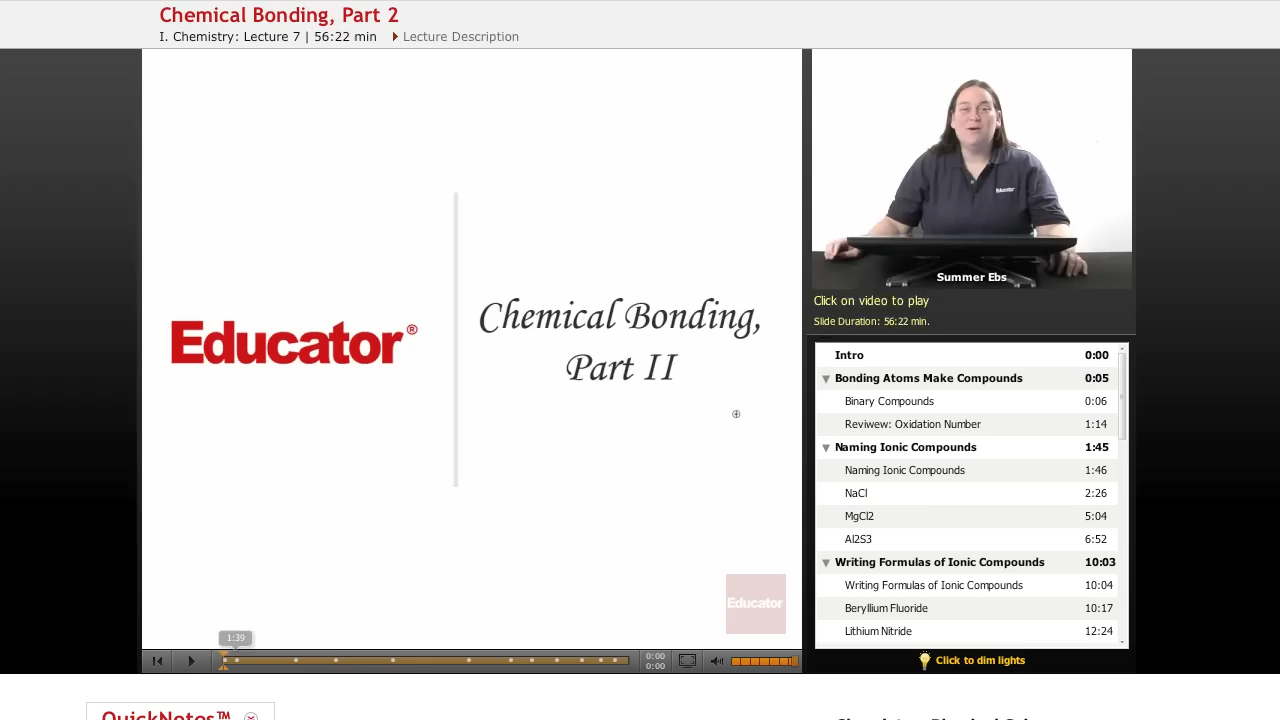 Chemical Bonding, Part 2
I. Chemistry: Lecture 7 | 56:22 min Lecture Description
Educator®
Chemical Bonding,
Part II
Educator
Educator
Summer Ebs
Click on video to play
Slide Duration: 56:22 min.
Intro 0:00
Bonding Atoms Make Compounds 0:05
Binary Compounds 0:06
Reviwew: Oxidation Number 1:14
Naming Ionic Compounds 1:45
Naming Ionic Compounds 1:46
NaCl 2:26
MgCl2 5:04
Al2S3 6:52
Writing Formulas of Ionic Compounds 10:03
Writing Formulas of Ionic Compounds 10:04
Beryllium Fluoride 10:17
Lithium Nitride 12:24
1:39
0:00
0:00
Click to dim lights
QuickNotes™